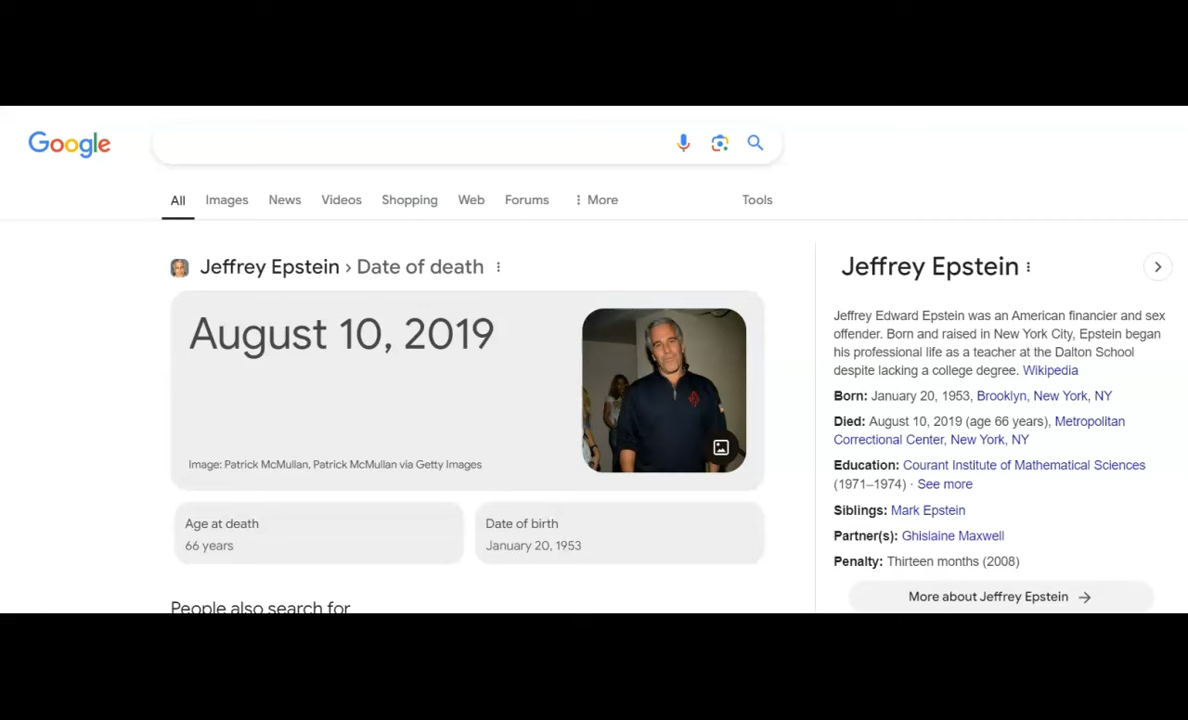 Google
All Images News Videos Shopping Web Forums More Tools
Jeffrey Epstein › Date of death
August 10, 2019
Image: Patrick McMullan, Patrick McMullan via Getty Images
Age at death
66 years
Date of birth
January 20, 1953
People also search for
Jeffrey Epstein
Jeffrey Edward Epstein was an American financier and sex
offender. Born and raised in New York City, Epstein began
his professional life as a teacher at the Dalton School
despite lacking a college degree. Wikipedia
Born: January 20, 1953, Brooklyn, New York, NY
Died: August 10, 2019 (age 66 years), Metropolitan
Correctional Center, New York, NY
Education: Courant Institute of Mathematical Sciences
(1971–1974) · See more
Siblings: Mark Epstein
Partner(s): Ghislaine Maxwell
Penalty: Thirteen months (2008)
More about Jeffrey Epstein →